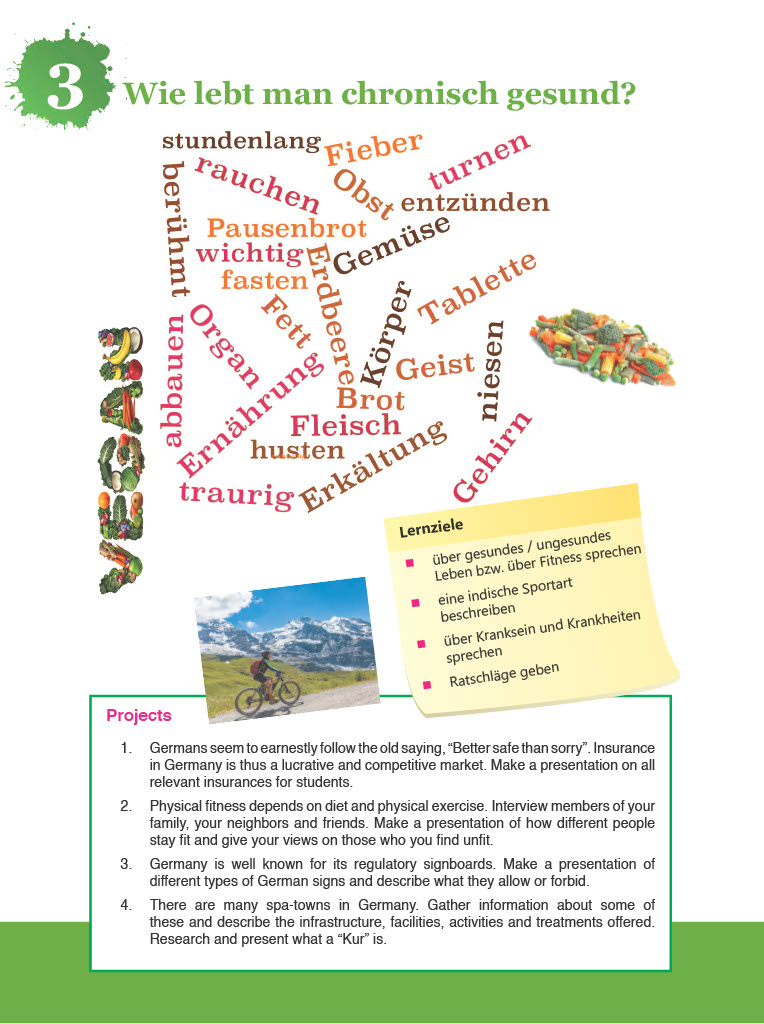 3
Wie lebt man chronisch gesund?
stundenlang
Fieber
turnen
berühmt
rauchen
Obst
entzünden
Pausenbrot
Gemüse
wichtig
Erdbeere
fasten
Tablette
Fett
Körper
Organ
abbauen
niesen
Geist
Ernährung
Brot
Fleisch
Gehirn
husten
Erkältung
traurig
VEGAN
Lernziele
über gesundes / ungesundes
Leben bzw. über Fitness sprechen
eine indische Sportart
beschreiben
über Kranksein und Krankheiten
sprechen
Ratschläge geben
Projects
1. Germans seem to earnestly follow the old saying, “Better safe than sorry”. Insurance
in Germany is thus a lucrative and competitive market. Make a presentation on all
relevant insurances for students.
2. Physical fitness depends on diet and physical exercise. Interview members of your
family, your neighbors and friends. Make a presentation of how different people
stay fit and give your views on those who you find unfit.
3. Germany is well known for its regulatory signboards. Make a presentation of
different types of German signs and describe what they allow or forbid.
4. There are many spa-towns in Germany. Gather information about some of
these and describe the infrastructure, facilities, activities and treatments offered.
Research and present what a “Kur” is.